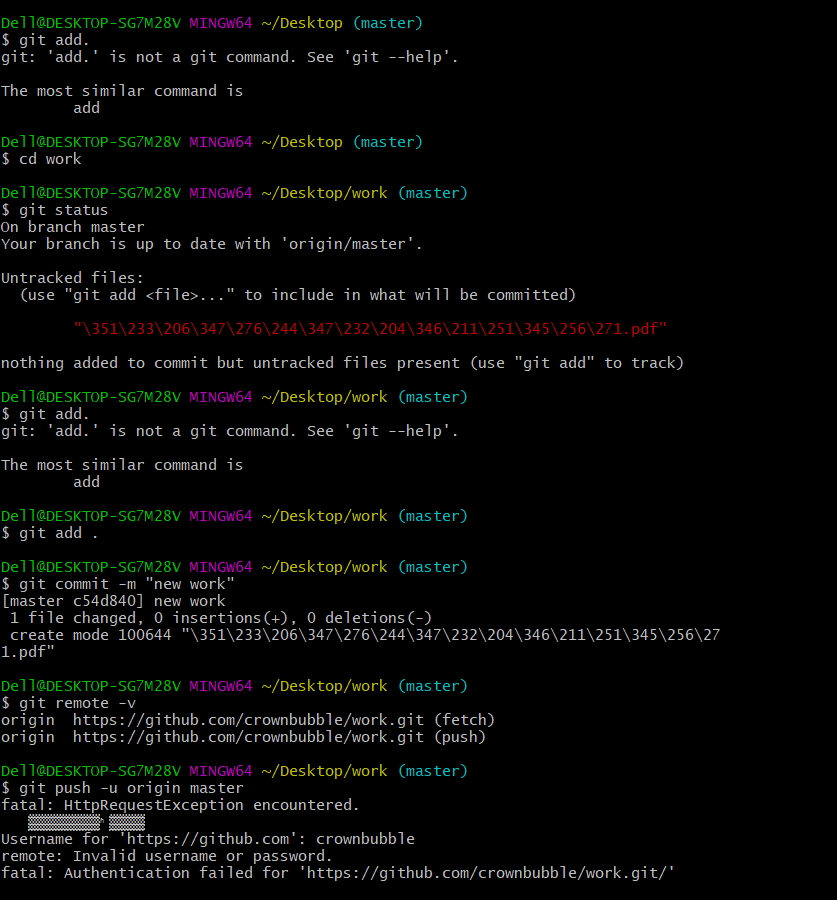 Dell@DESKTOP-SG7M28V MINGW64 ~/Desktop (master)
$ git add.
git: 'add.' is not a git command. See 'git --help'.
The most similar command is
add
Dell@DESKTOP-SG7M28V MINGW64 ~/Desktop (master)
$ cd work
Dell@DESKTOP-SG7M28V MINGW64 ~/Desktop/work (master)
$ git status
On branch master
Your branch is up to date with 'origin/master'.
Untracked files:
(use "git add <file>..." to include in what will be committed)
"\351\233\206\347\276\244\347\232\204\346\211\251\345\256\271.pdf"
nothing added to commit but untracked files present (use "git add" to track)
Dell@DESKTOP-SG7M28V MINGW64 ~/Desktop/work (master)
$ git add.
git: 'add.' is not a git command. See 'git --help'.
The most similar command is
add
Dell@DESKTOP-SG7M28V MINGW64 ~/Desktop/work (master)
$ git add .
Dell@DESKTOP-SG7M28V MINGW64 ~/Desktop/work (master)
$ git commit -m "new work"
[master c54d840] new work
1 file changed, 0 insertions(+), 0 deletions(-)
create mode 100644 "\351\233\206\347\276\244\347\232\204\346\211\251\345\256\27
1.pdf"
Dell@DESKTOP-SG7M28V MINGW64 ~/Desktop/work (master)
$ git remote -v
origin  https://github.com/crownbubble/work.git (fetch)
origin  https://github.com/crownbubble/work.git (push)
Dell@DESKTOP-SG7M28V MINGW64 ~/Desktop/work (master)
$ git push -u origin master
fatal: HttpRequestException encountered.
Username for 'https://github.com': crownbubble
remote: Invalid username or password.
fatal: Authentication failed for 'https://github.com/crownbubble/work.git/'